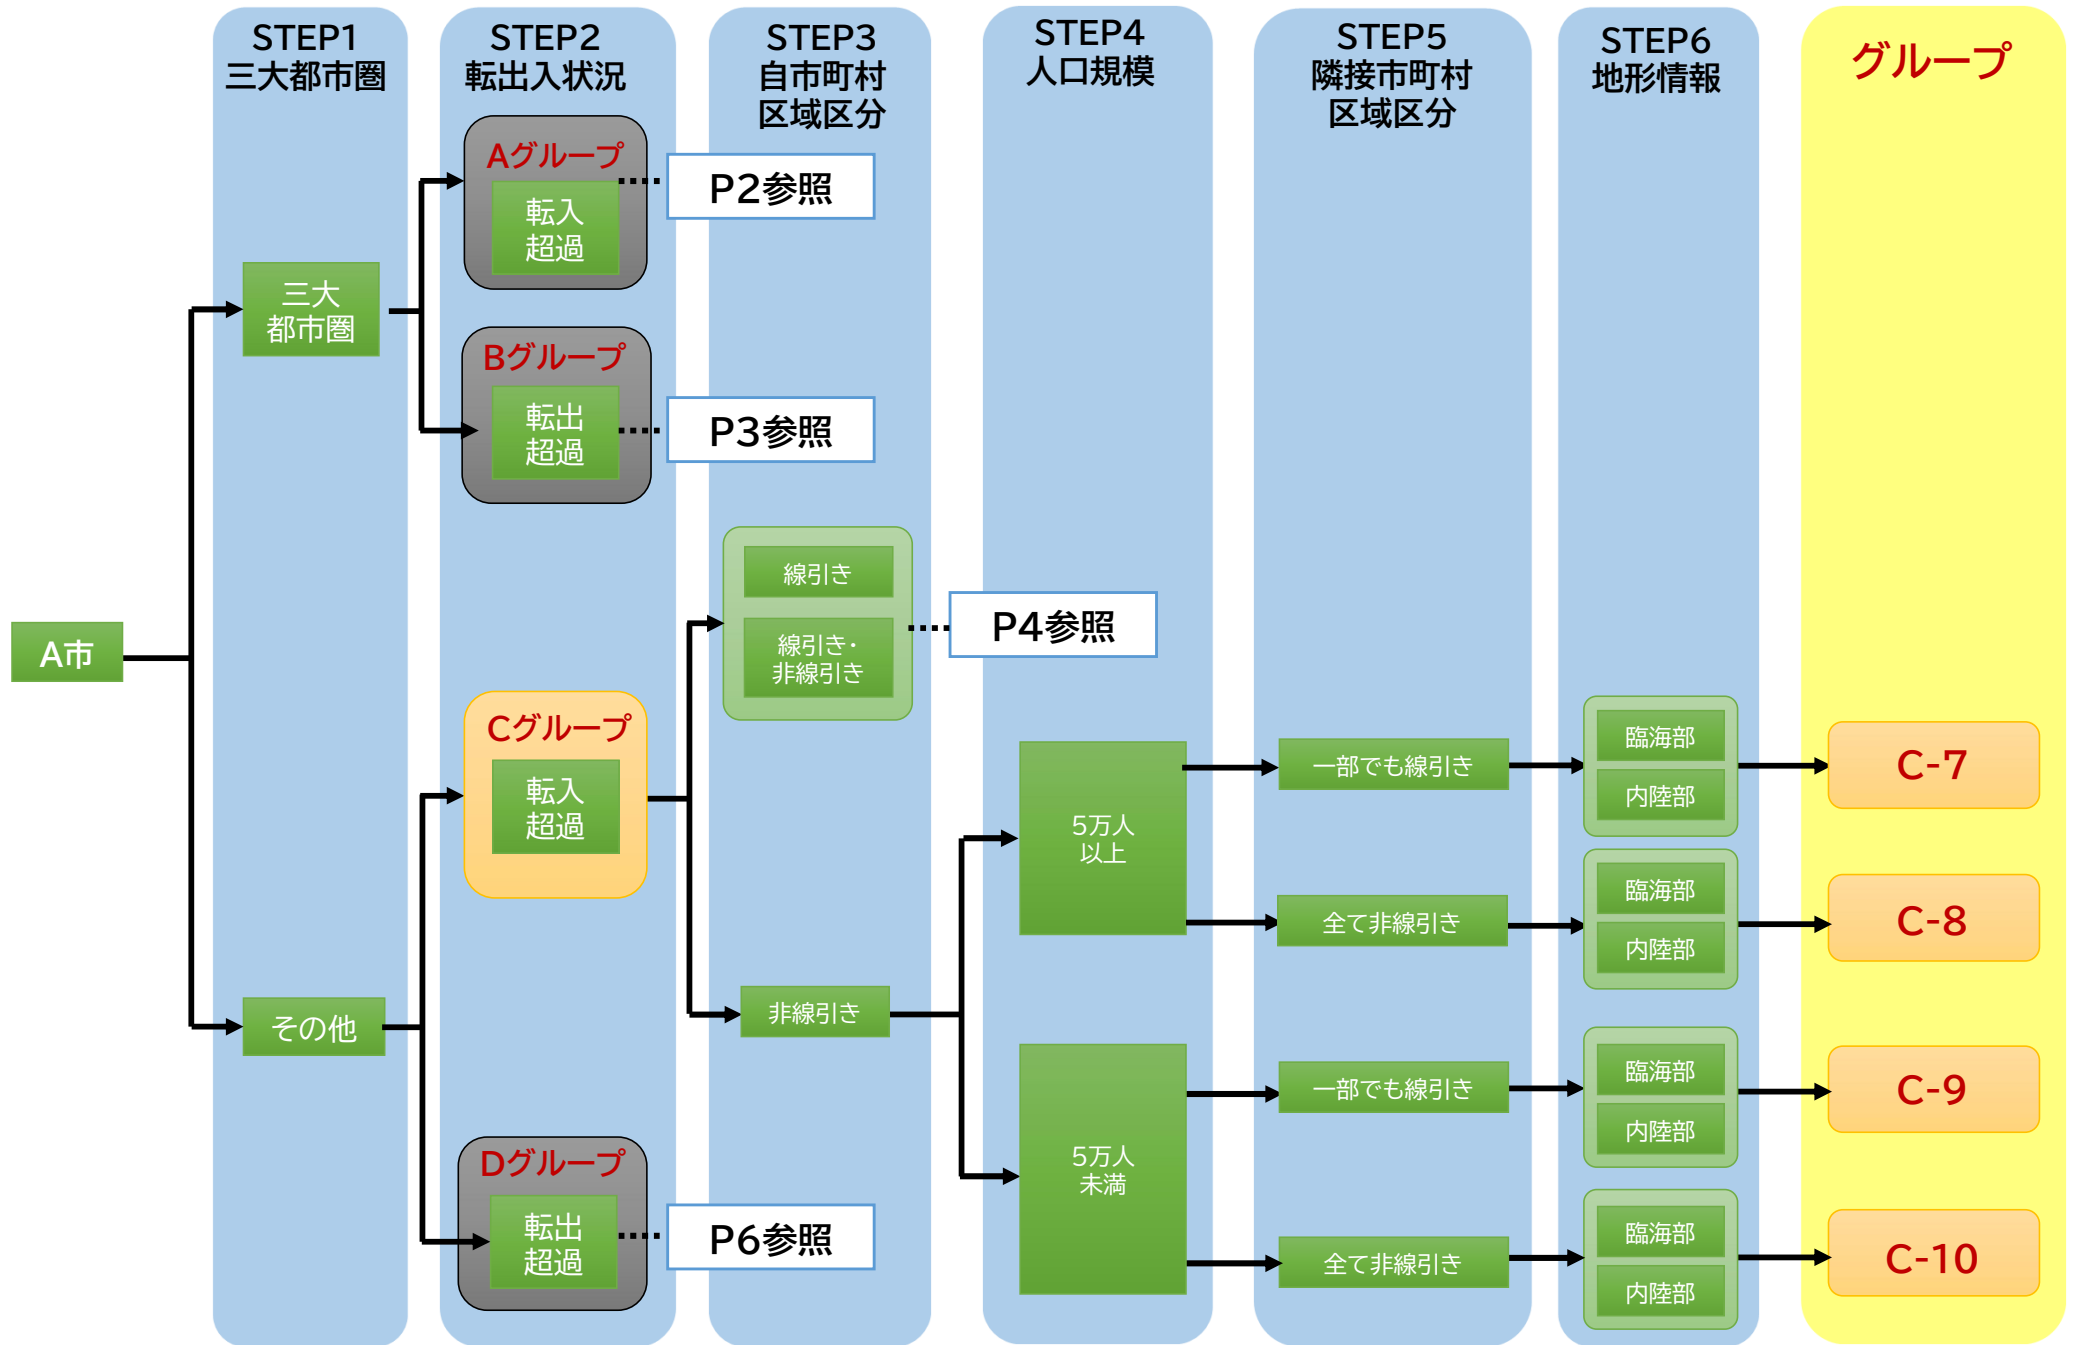 STEP1
三大都市圏
STEP2
転出入状況
STEP3
自市町村
区域区分
STEP4
人口規模
STEP5
隣接市町村
区域区分
STEP6
地形情報
グループ
A市
三大
都市圏
その他
Aグループ
転入
超過
P2参照
Bグループ
転出
超過
P3参照
Cグループ
転入
超過
Dグループ
転出
超過
P6参照
線引き
線引き・
非線引き
P4参照
非線引き
5万人
以上
5万人
未満
一部でも線引き
臨海部
内陸部
C-7
全て非線引き
臨海部
内陸部
C-8
一部でも線引き
臨海部
内陸部
C-9
全て非線引き
臨海部
内陸部
C-10